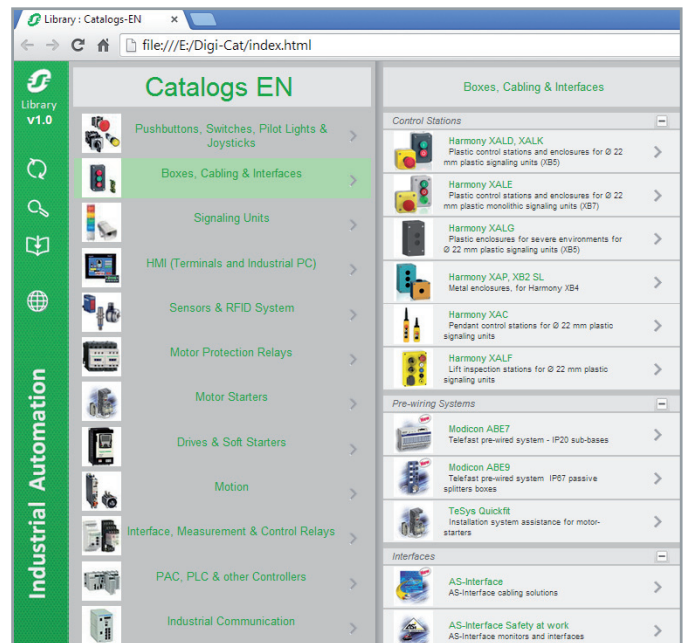 Library : Catalogs-EN
file:///E:/Digi-Cat/index.html
Library
v1.0
Industrial Automation
Catalogs EN
Pushbuttons, Switches, Pilot Lights &
Joysticks
Boxes, Cabling & Interfaces
Signaling Units
HMI (Terminals and Industrial PC)
Sensors & RFID System
Motor Protection Relays
Motor Starters
Drives & Soft Starters
Motion
Interface, Measurement & Control Relays
PAC, PLC & other Controllers
Industrial Communication
Boxes, Cabling & Interfaces
Control Stations
Harmony XALD, XALK
Plastic control stations and enclosures for Ø 22
mm plastic signaling units (XB5)
Harmony XALE
Plastic control stations and enclosures for Ø 22
mm plastic monolithic signaling units (XB7)
Harmony XALG
Plastic enclosures for severe environments for
Ø 22 mm plastic signaling units (XB5)
Harmony XAP, XB2 SL
Metal enclosures, for Harmony XB4
Harmony XAC
Pendant control stations for Ø 22 mm plastic
signaling units
Harmony XALF
Lift inspection stations for Ø 22 mm plastic
signaling units
Pre-wiring Systems
Modicon ABE7
Telefast pre-wired system - IP20 sub-bases
Modicon ABE9
Telefast pre-wired system IP67 passive
splitters boxes
TeSys Quickfit
Installation system assistance for motor-
starters
Interfaces
AS-Interface
AS-Interface cabling solutions
AS-Interface Safety at work
AS-Interface monitors and interfaces